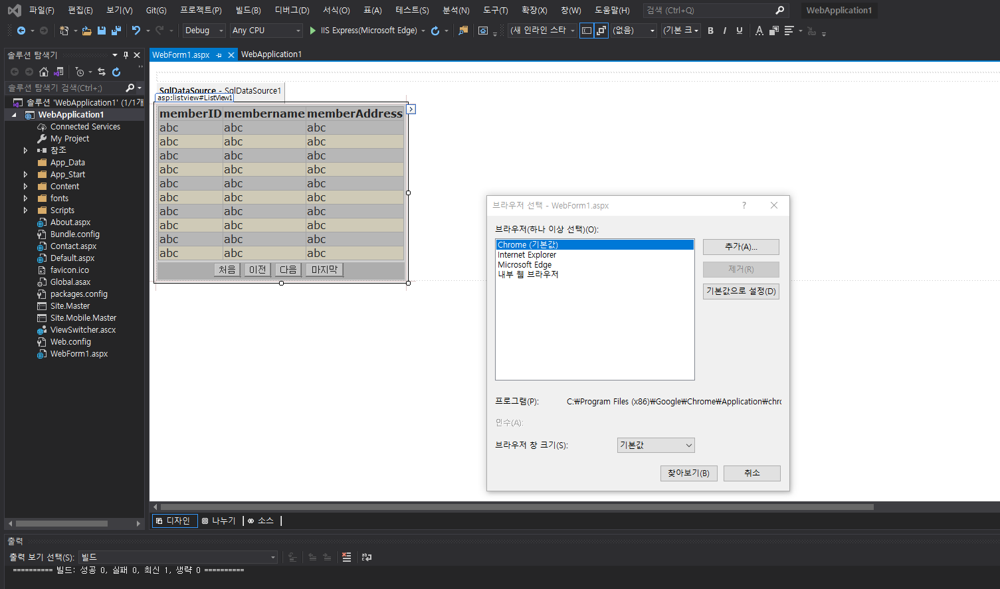 파일(F) 편집(E) 보기(V) Git(G) 프로젝트(P) 빌드(B) 디버그(D) 서식(O) 표(A) 테스트(S) 분석(N) 도구(T) 확장(X) 창(W) 도움말(H) 검색 (Ctrl+Q) WebApplication1
Debug Any CPU IIS Express(Microsoft Edge) (새 인라인 스타 (없음) (기본 크 B I U A
솔루션 탐색기
WebForm1.aspx WebApplication1
솔루션 탐색기 검색(Ctrl+;)
솔루션 'WebApplication1' (1/1개
WebApplication1
Connected Services
My Project
참조
App_Data
App_Start
Content
fonts
Scripts
About.aspx
Bundle.config
Contact.aspx
Default.aspx
favicon.ico
Global.asax
packages.config
Site.Master
Site.Mobile.Master
ViewSwitcher.ascx
Web.config
WebForm1.aspx
SqlDataSource - SqlDataSource1
asp:listview#ListView1
memberID membername memberAddress
abc abc abc
abc abc abc
abc abc abc
abc abc abc
abc abc abc
abc abc abc
abc abc abc
abc abc abc
abc abc abc
abc abc abc
처음 이전 다음 마지막
브라우저 선택 - WebForm1.aspx ?
브라우저(하나 이상 선택)(O):
Chrome (기본값)
Internet Explorer
Microsoft Edge
내부 웹 브라우저
추가(A)...
제거(R)
기본값으로 설정(D)
프로그램(P): C:₩Program Files (x86)₩Google₩Chrome₩Application₩chr
인수(A):
브라우저 창 크기(S): 기본값
찾아보기(B) 취소
디자인 나누기 소스
출력
출력 보기 선택(S): 빌드
========== 빌드: 성공 0, 실패 0, 최신 1, 생략 0 ==========